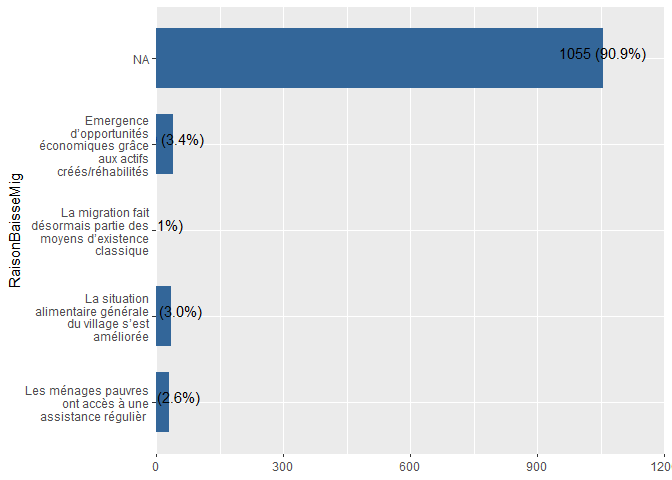 RaisonBaisseMig
NA
1055 (90.9%)
Emergence
d'opportunités
économiques grâce
aux actifs
créés/réhabilités
(3.4%)
La migration fait
désormais partie des
moyens d'existence
classique
1%)
La situation
alimentaire générale
du village s'est
améliorée
(3.0%)
Les ménages pauvres
ont accès à une
assistance régulièr
(2.6%)
0
300
600
900
120